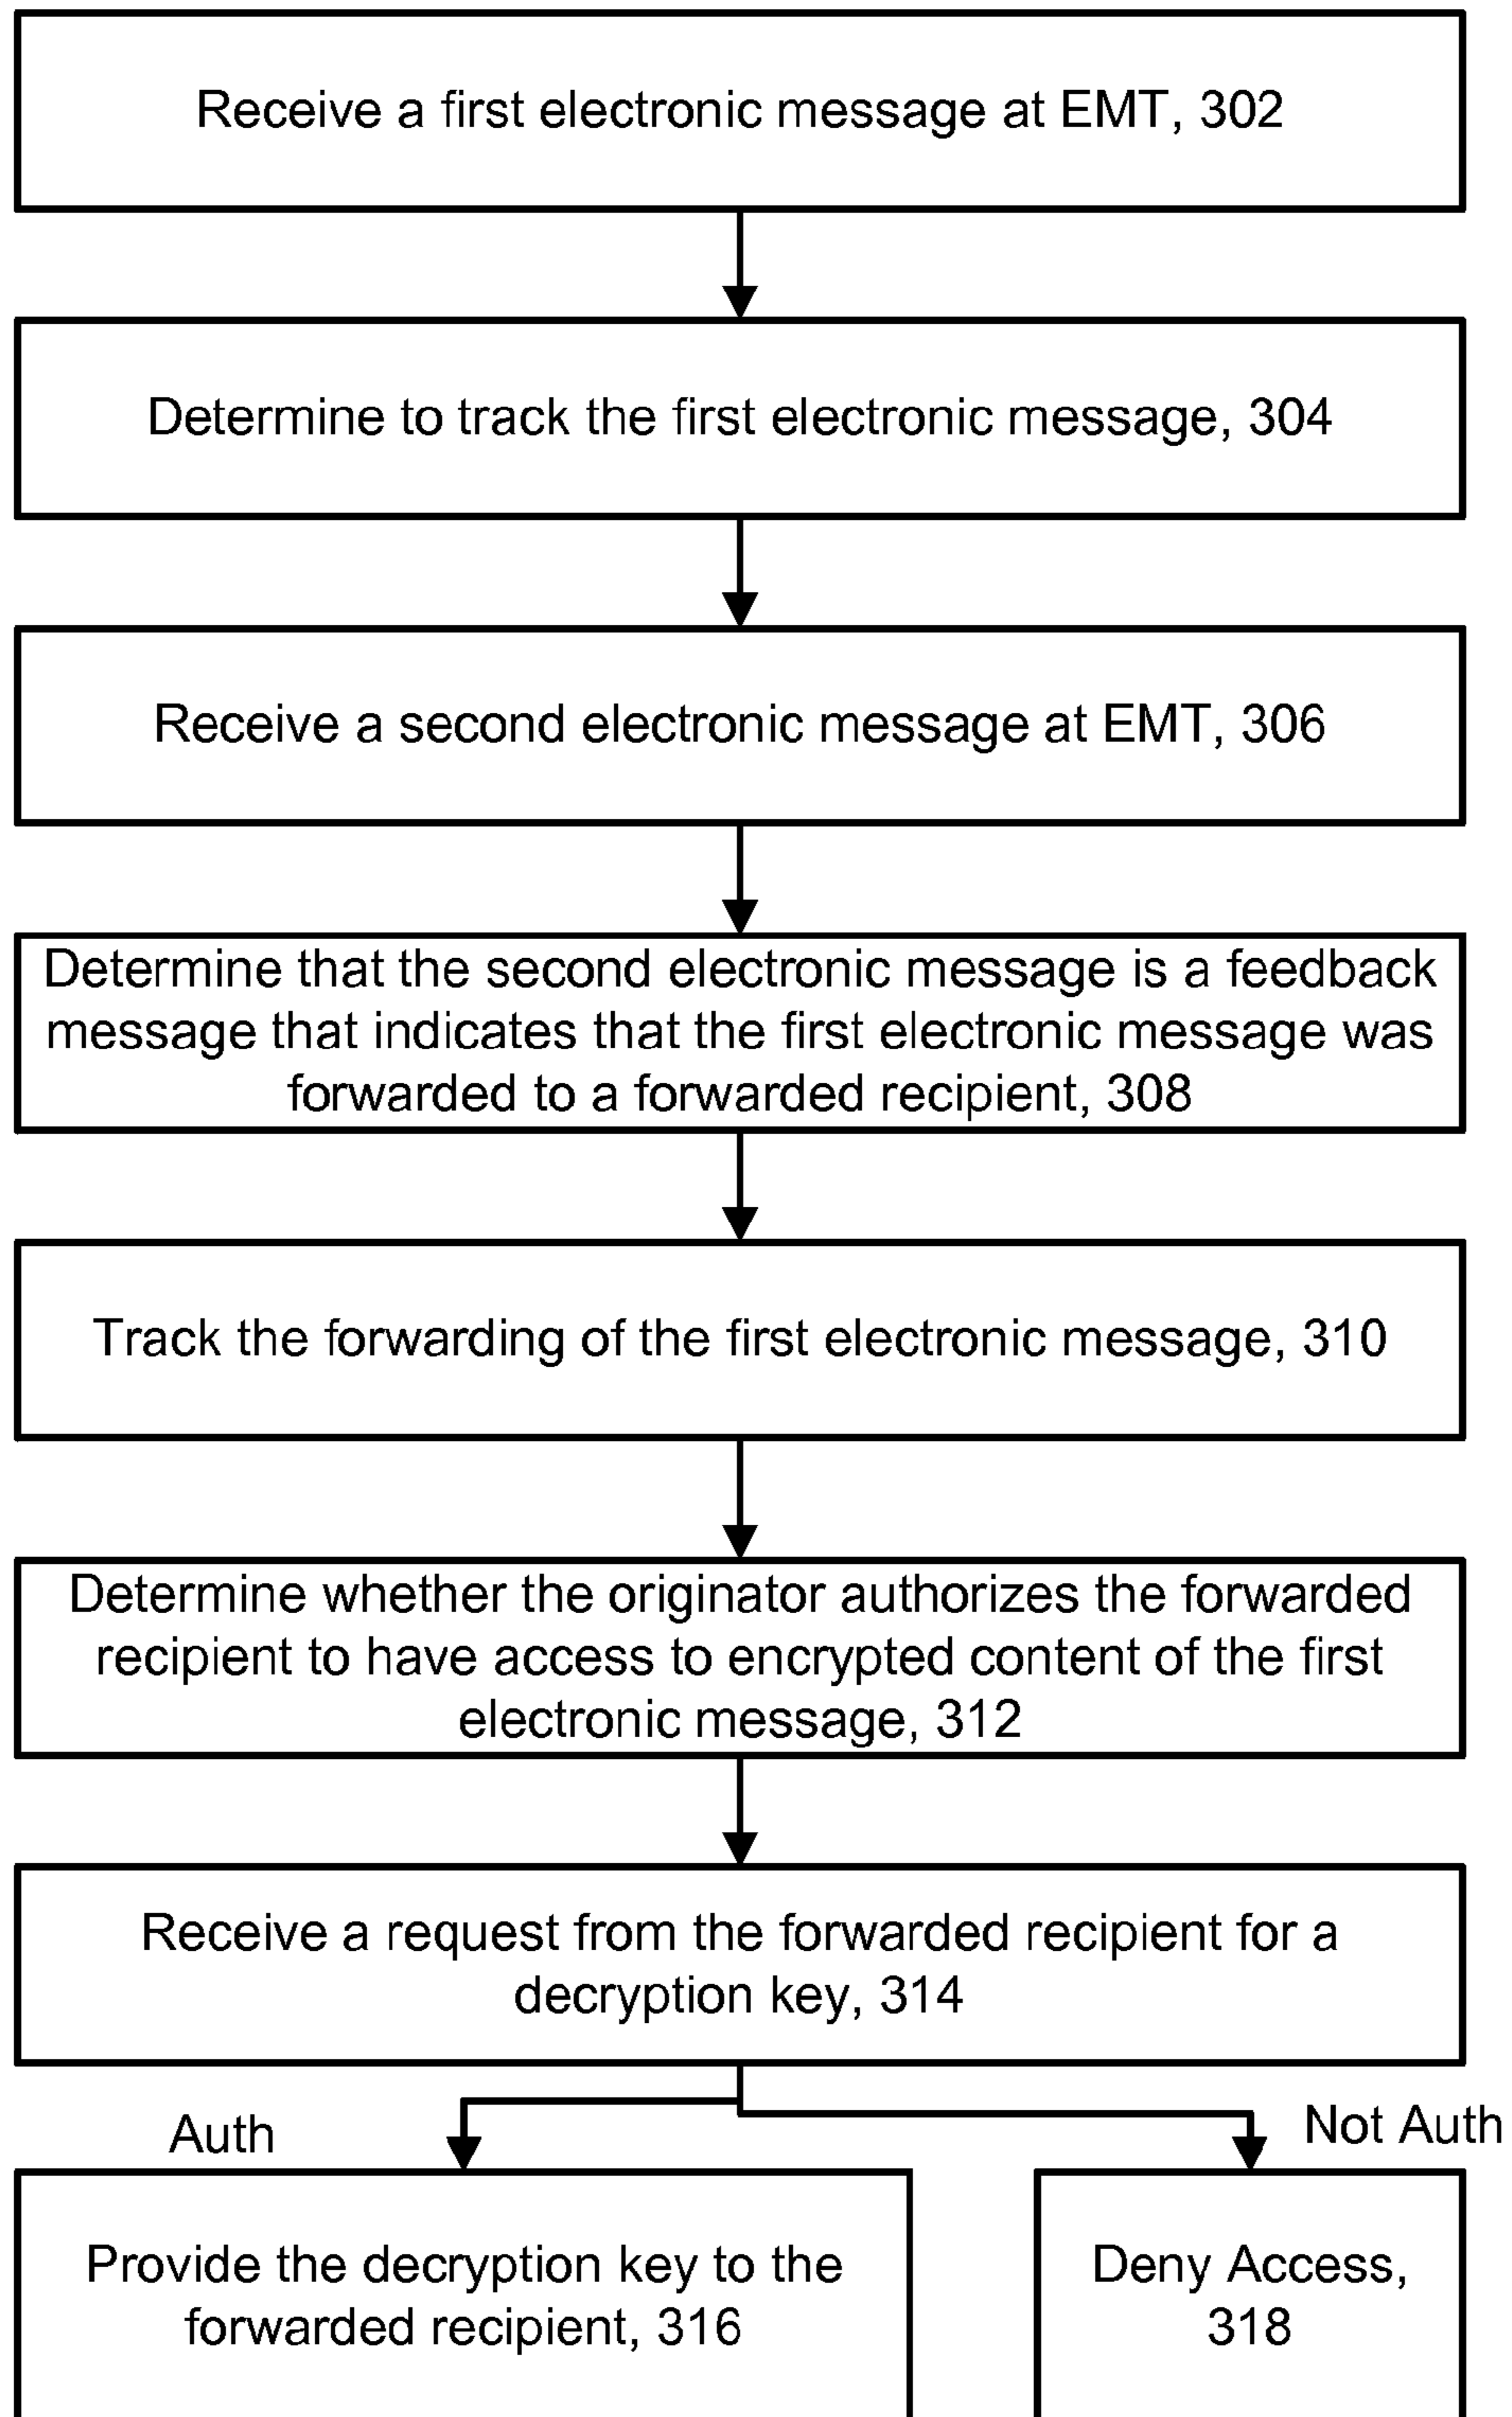 Receive a first electronic message at EMT, 302
Determine to track the first electronic message, 304
Receive a second electronic message at EMT, 306
Determine that the second electronic message is a feedback
message that indicates that the first electronic message was
forwarded to a forwarded recipient, 308
Track the forwarding of the first electronic message, 310
Determine whether the originator authorizes the forwarded
recipient to have access to encrypted content of the first
electronic message, 312
Receive a request from the forwarded recipient for a
decryption key, 314
Auth
Not Auth
Provide the decryption key to the
forwarded recipient, 316
Deny Access,
318